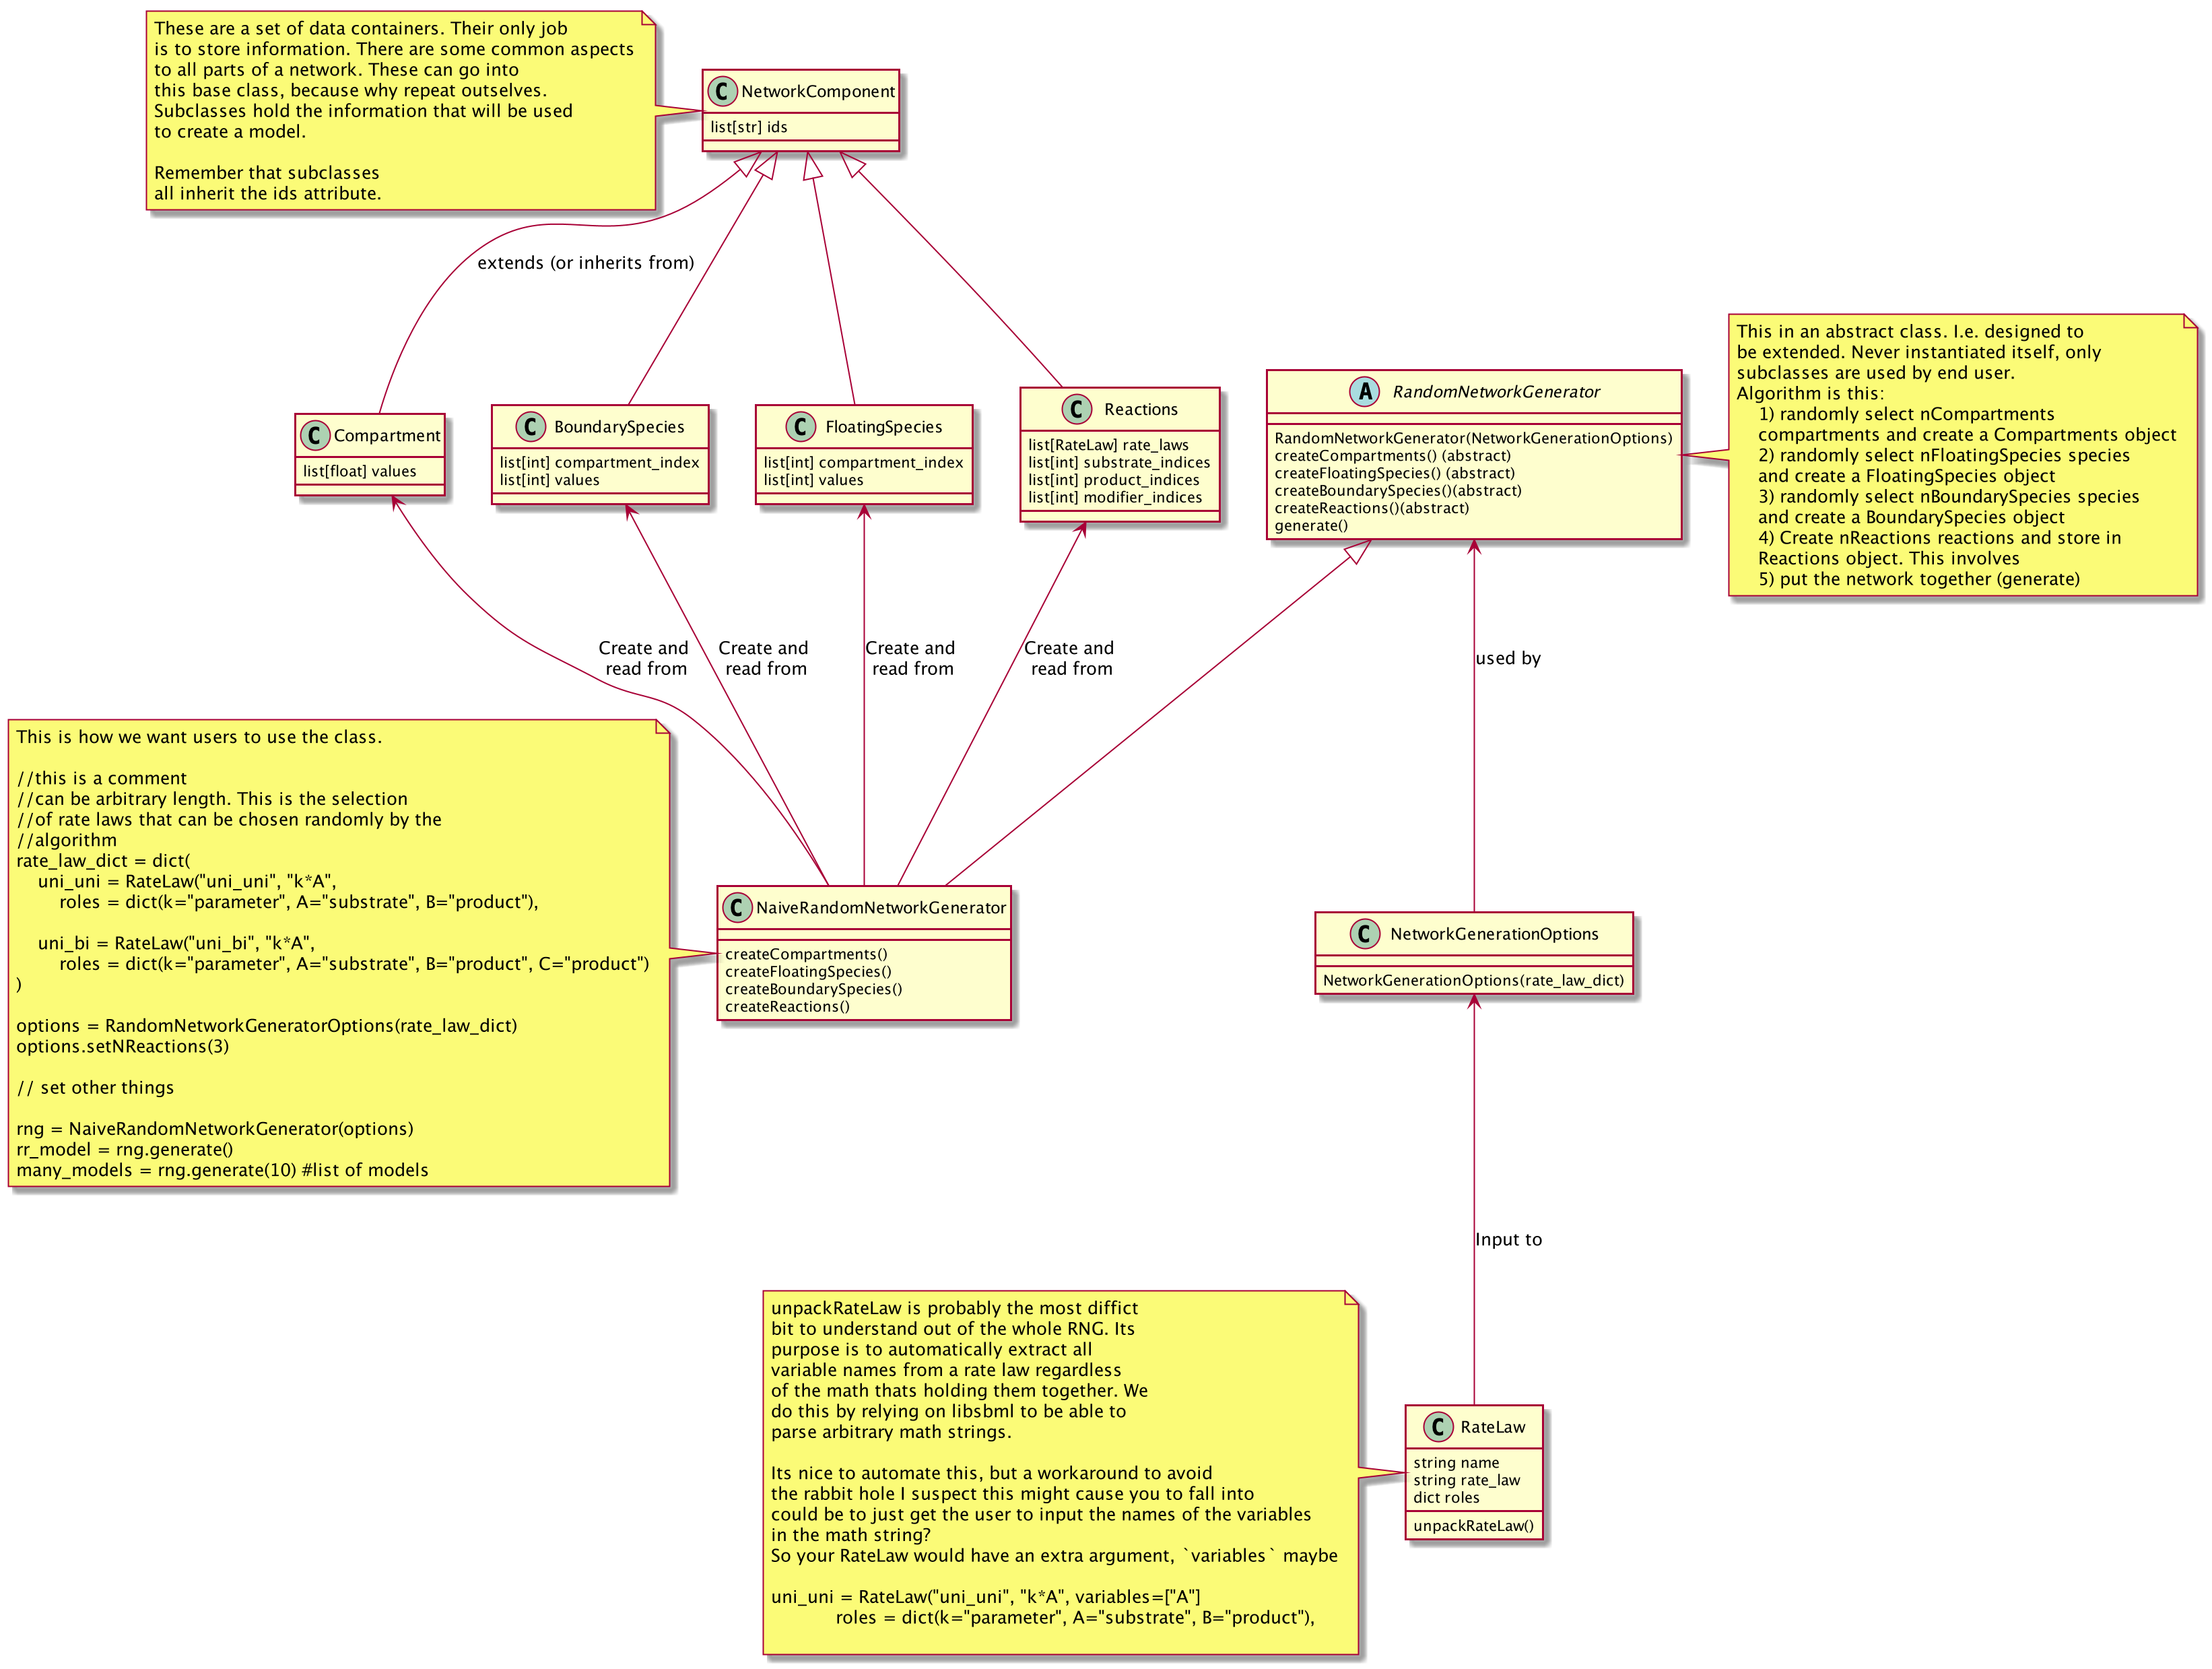 These are a set of data containers. Their only job
is to store information. There are some common aspects
to all parts of a network. These can go into
this base class, because why repeat outselves.
Subclasses hold the information that will be used
to create a model.
Remember that subclasses
all inherit the ids attribute.
C NetworkComponent
list[str] ids
extends (or inherits from)
C Compartment
list[float] values
C BoundarySpecies
list[int] compartment_index
list[int] values
C FloatingSpecies
list[int] compartment_index
list[int] values
C Reactions
list[RateLaw] rate_laws
list[int] substrate_indices
list[int] product_indices
list[int] modifier_indices
A RandomNetworkGenerator
RandomNetworkGenerator(NetworkGenerationOptions)
createCompartments() (abstract)
createFloatingSpecies() (abstract)
createBoundarySpecies()(abstract)
createReactions()(abstract)
generate()
This in an abstract class. I.e. designed to
be extended. Never instantiated itself, only
subclasses are used by end user.
Algorithm is this:
1) randomly select nCompartments
compartments and create a Compartments object
2) randomly select nFloatingSpecies species
and create a FloatingSpecies object
3) randomly select nBoundarySpecies species
and create a BoundarySpecies object
4) Create nReactions reactions and store in
Reactions object. This involves
5) put the network together (generate)
Create and
read from
Create and
read from
Create and
read from
Create and
read from
used by
This is how we want users to use the class.
//this is a comment
//can be arbitrary length. This is the selection
//of rate laws that can be chosen randomly by the
//algorithm
rate_law_dict = dict(
uni_uni = RateLaw("uni_uni", "k*A",
roles = dict(k="parameter", A="substrate", B="product"),
uni_bi = RateLaw("uni_bi", "k*A",
roles = dict(k="parameter", A="substrate", B="product", C="product")
)
options = RandomNetworkGeneratorOptions(rate_law_dict)
options.setNReactions(3)
// set other things
rng = NaiveRandomNetworkGenerator(options)
rr_model = rng.generate()
many_models = rng.generate(10) #list of models
C NaiveRandomNetworkGenerator
createCompartments()
createFloatingSpecies()
createBoundarySpecies()
createReactions()
C NetworkGenerationOptions
NetworkGenerationOptions(rate_law_dict)
Input to
unpackRateLaw is probably the most diffict
bit to understand out of the whole RNG. Its
purpose is to automatically extract all
variable names from a rate law regardless
of the math thats holding them together. We
do this by relying on libsbml to be able to
parse arbitrary math strings.
Its nice to automate this, but a workaround to avoid
the rabbit hole I suspect this might cause you to fall into
could be to just get the user to input the names of the variables
in the math string?
So your RateLaw would have an extra argument, `variables` maybe
uni_uni = RateLaw("uni_uni", "k*A", variables=["A"]
roles = dict(k="parameter", A="substrate", B="product"),
C RateLaw
string name
string rate_law
dict roles
unpackRateLaw()